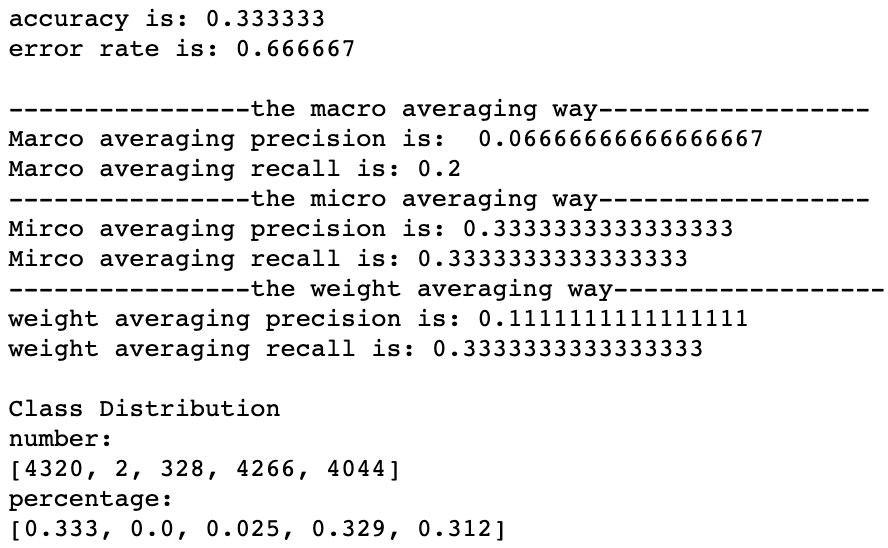 accuracy is: 0.333333
error rate is: 0.666667
----------------the macro averaging way------------------
Marco averaging precision is:  0.06666666666666667
Marco averaging recall is: 0.2
----------------the micro averaging way------------------
Mirco averaging precision is: 0.3333333333333333
Mirco averaging recall is: 0.3333333333333333
----------------the weight averaging way------------------
weight averaging precision is: 0.1111111111111111
weight averaging recall is: 0.3333333333333333
Class Distribution
number:
[4320, 2, 328, 4266, 4044]
percentage:
[0.333, 0.0, 0.025, 0.329, 0.312]